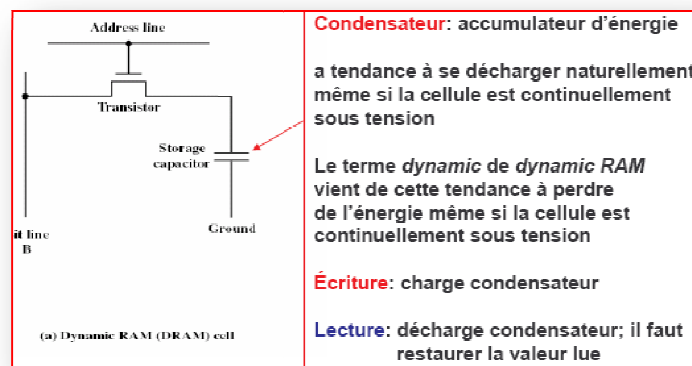 Address line
Transistor
Storage
capacitor
Ground
it line
B
(a) Dynamic RAM (DRAM) cell
Condensateur: accumulateur d'énergie
a tendance à se décharger naturellement
même si la cellule est continuellement
sous tension
Le terme dynamic de dynamic RAM
vient de cette tendance à perdre
de l'énergie même si la cellule est
continuellement sous tension
Écriture: charge condensateur
Lecture: décharge condensateur; il faut
restaurer la valeur lue